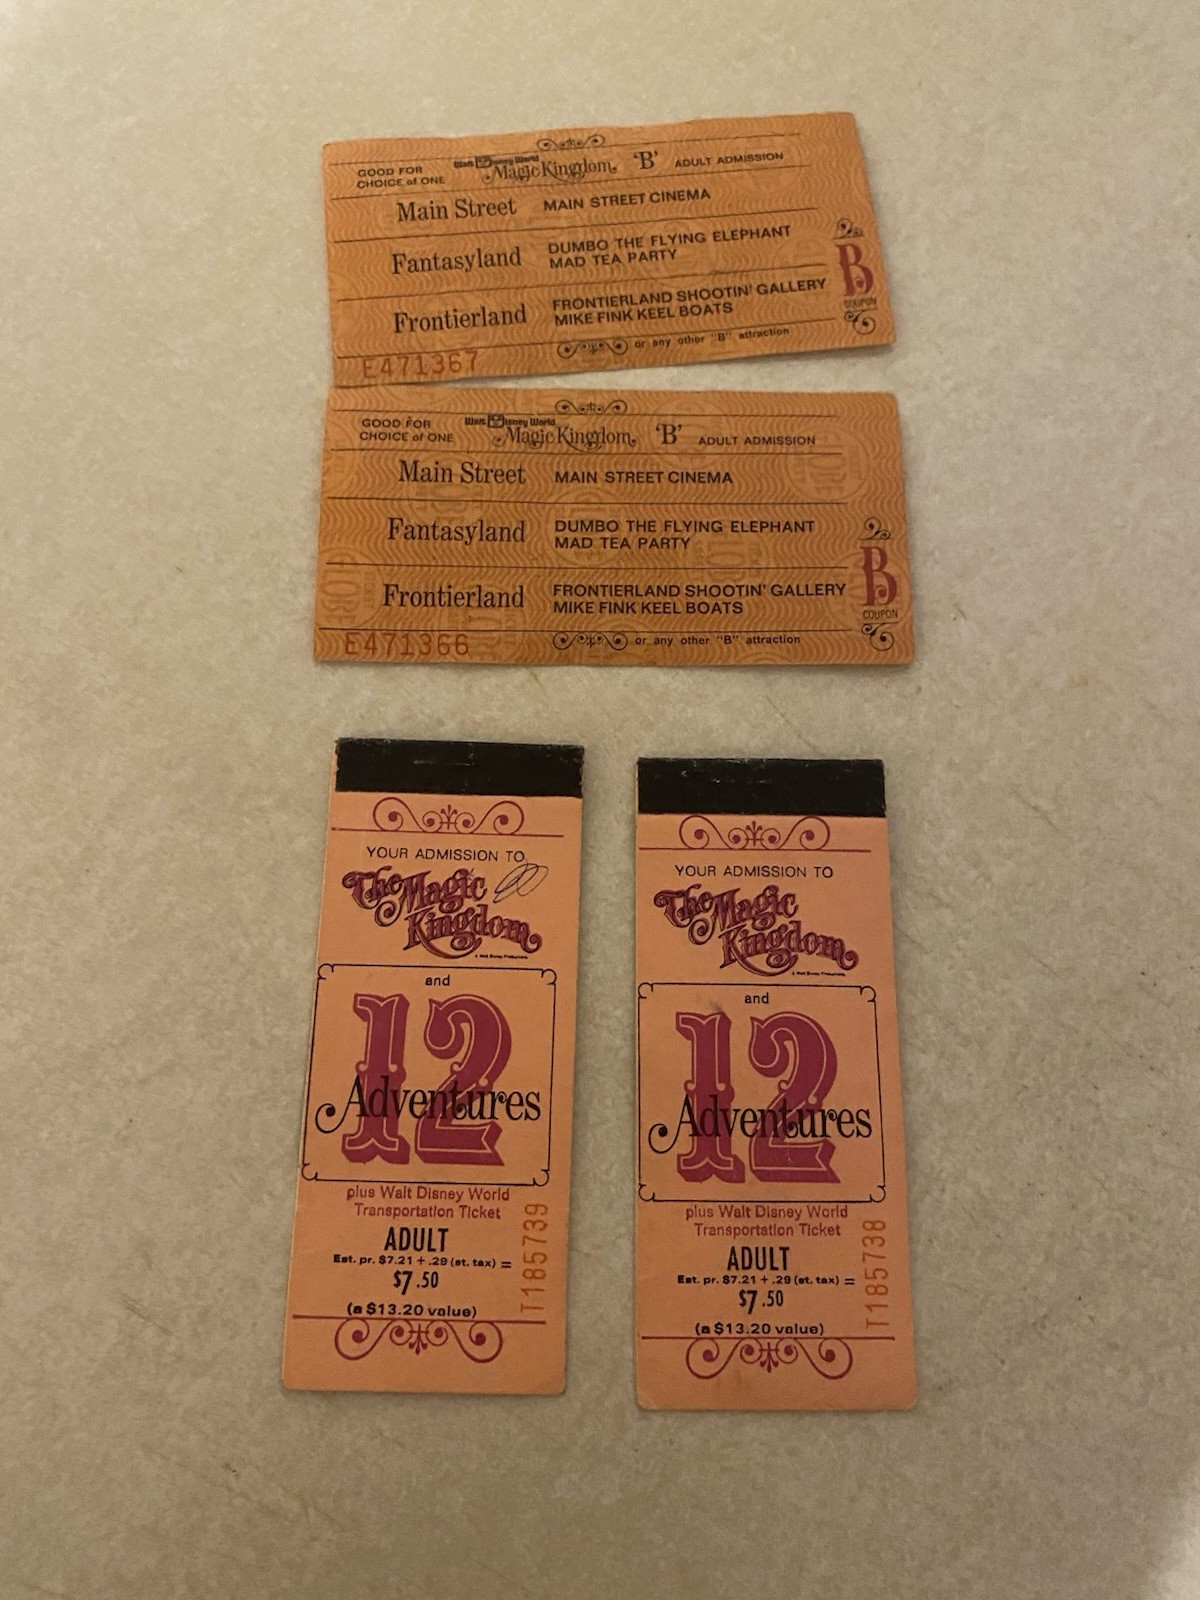 GOOD FOR
CHOICE of ONE
Walt Disney World
Magic Kingdom
'B'
ADULT ADMISSION
Main Street MAIN STREET CINEMA
Fantasyland DUMBO THE FLYING ELEPHANT
MAD TEA PARTY
Frontierland FRONTIERLAND SHOOTIN' GALLERY
MIKE FINK KEEL BOATS
B
COUPON
E471367 or any other "B" attraction
GOOD FOR
CHOICE of ONE
Walt Disney World
Magic Kingdom
'B'
ADULT ADMISSION
Main Street MAIN STREET CINEMA
Fantasyland DUMBO THE FLYING ELEPHANT
MAD TEA PARTY
Frontierland FRONTIERLAND SHOOTIN' GALLERY
MIKE FINK KEEL BOATS
B
COUPON
E471366 or any other "B" attraction
YOUR ADMISSION TO
The Magic
Kingdom
© Walt Disney Productions
and
12
Adventures
plus Walt Disney World
Transportation Ticket
ADULT
Est. pr. $7.21 + .29 (st. tax) =
$7.50
(a $13.20 value)
T185739
YOUR ADMISSION TO
The Magic
Kingdom
© Walt Disney Productions
and
12
Adventures
plus Walt Disney World
Transportation Ticket
ADULT
Est. pr. $7.21 + .29 (st. tax) =
$7.50
(a $13.20 value)
T185738